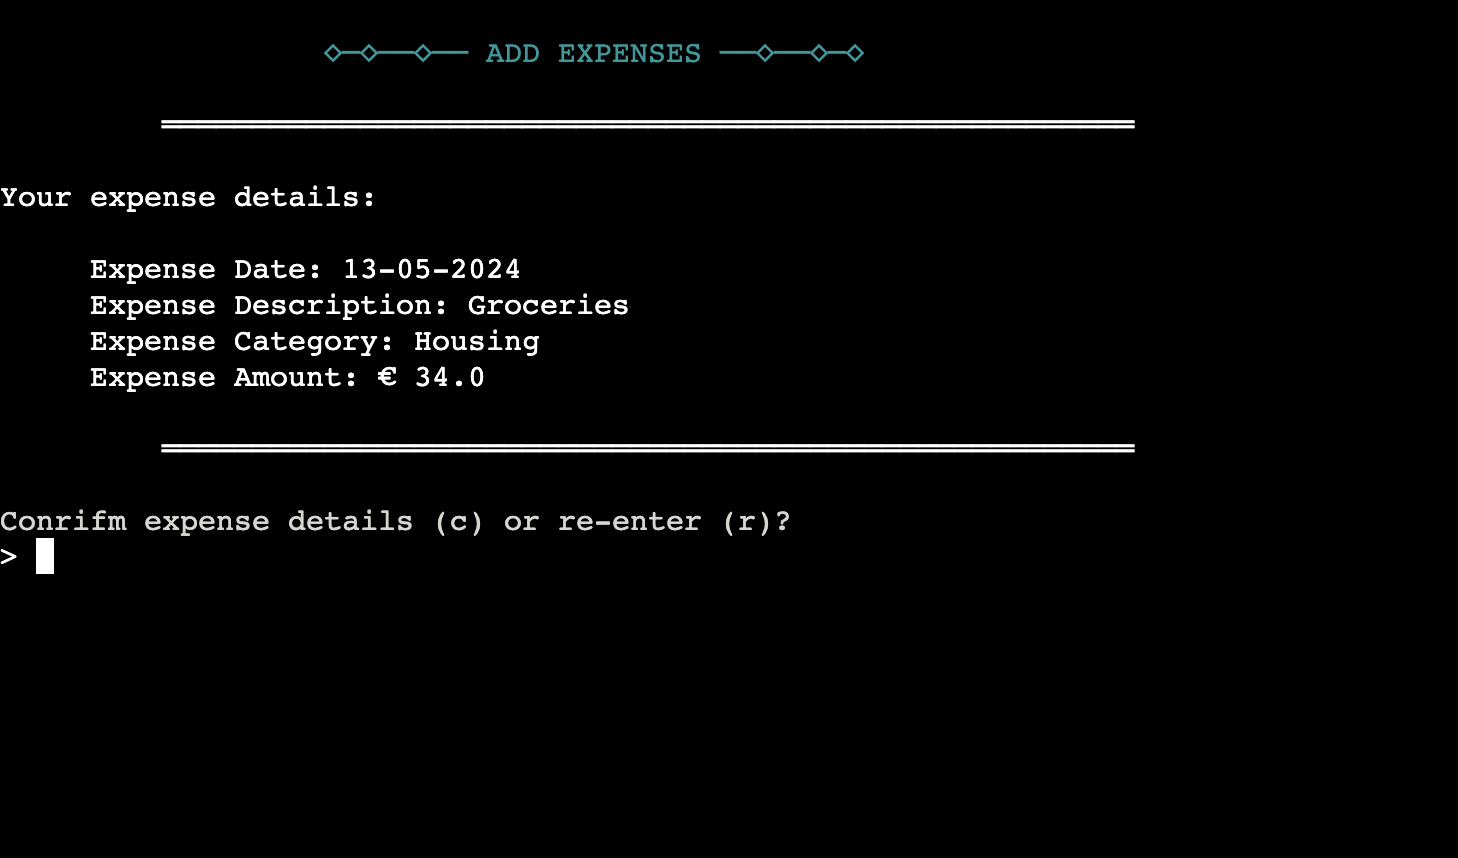 ADD EXPENSES
Your expense details:
Expense Date: 13-05-2024
Expense Description: Groceries
Expense Category: Housing
Expense Amount: € 34.0
Conrifm expense details (c) or re-enter (r)?
>